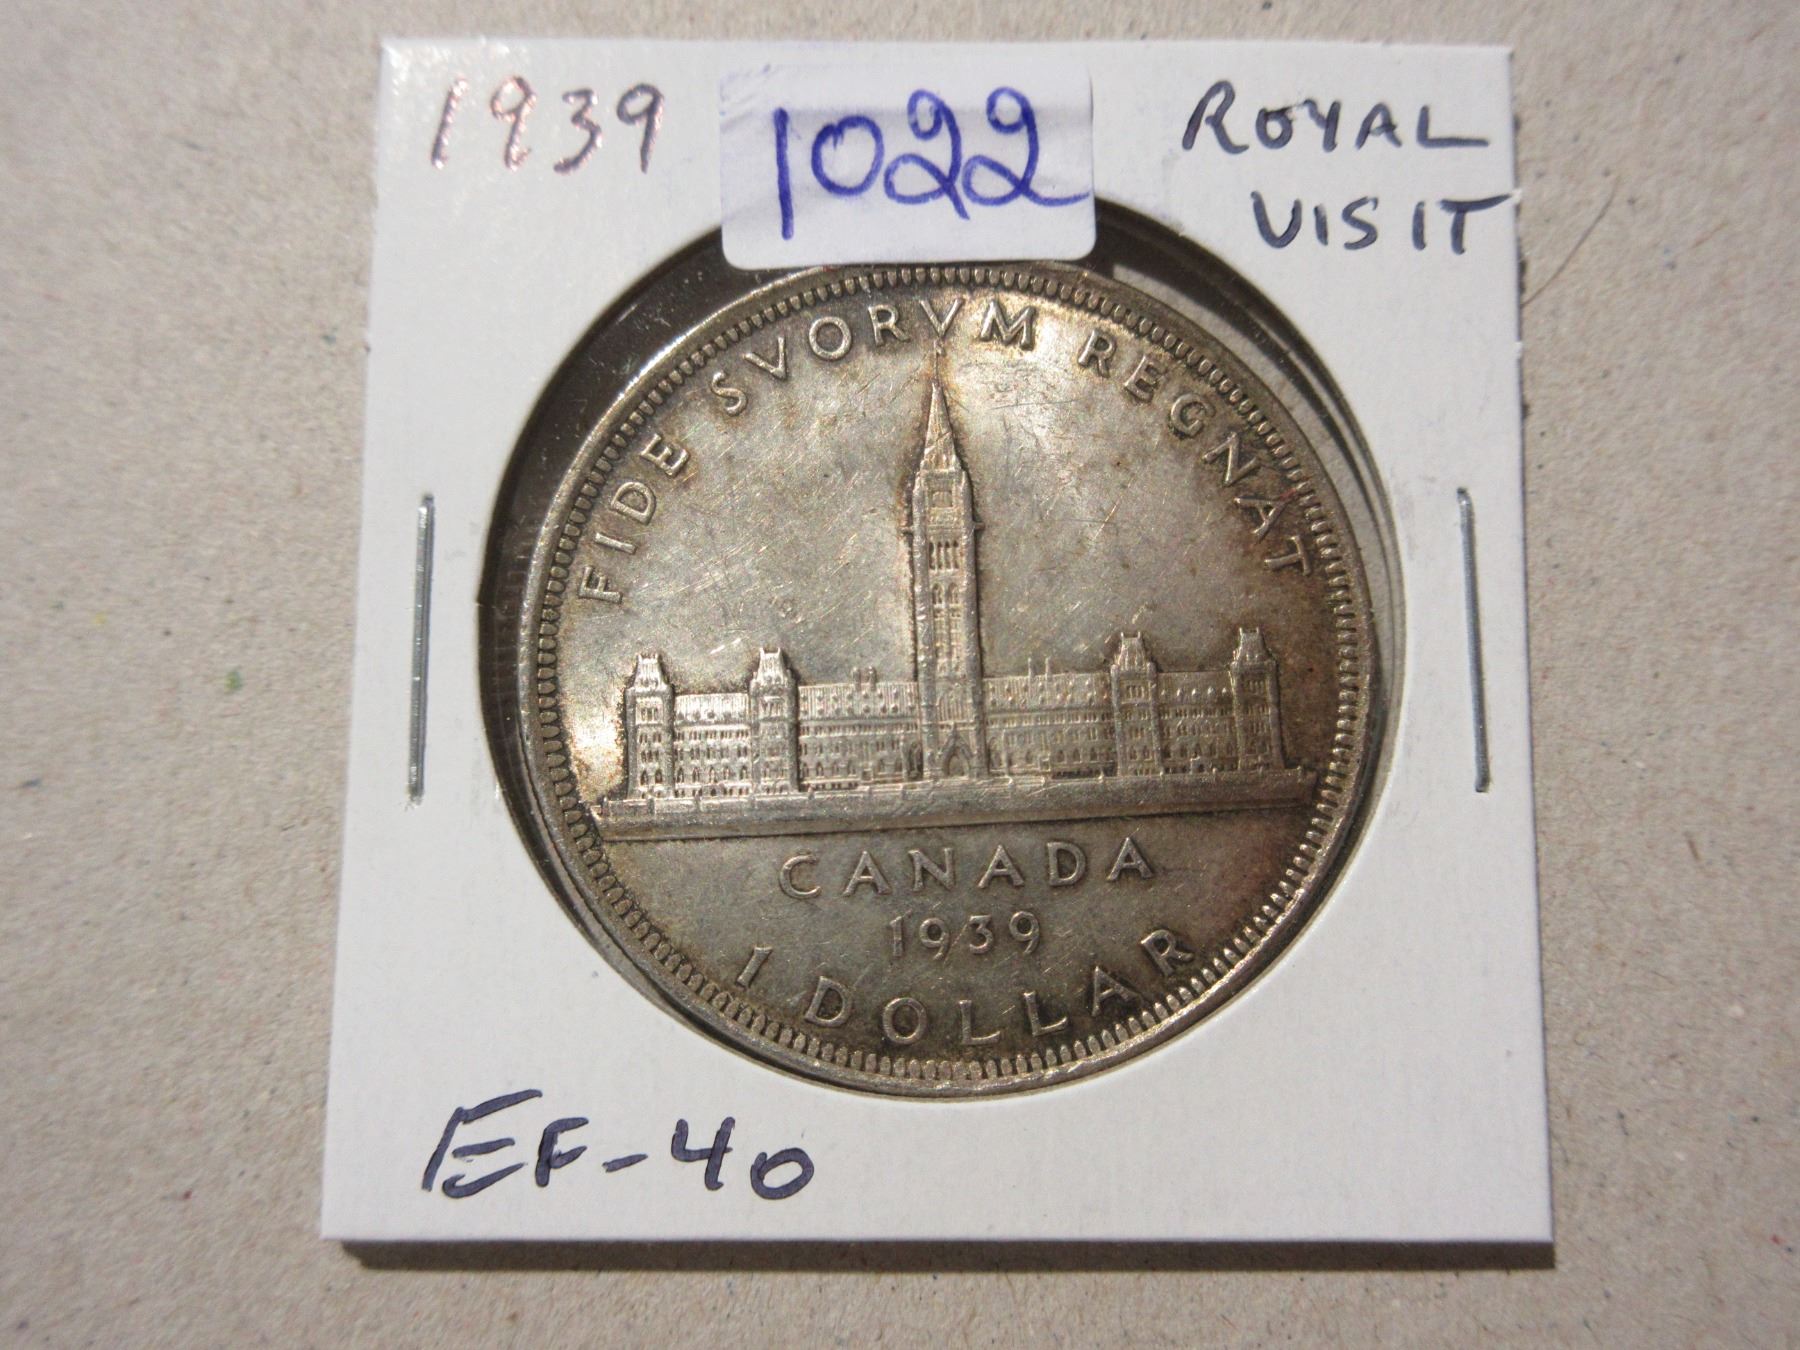 1939
1022
ROYAL
VISIT
FIDE SVORVM REGNAT
CANADA
1939
1 DOLLAR
EF-40